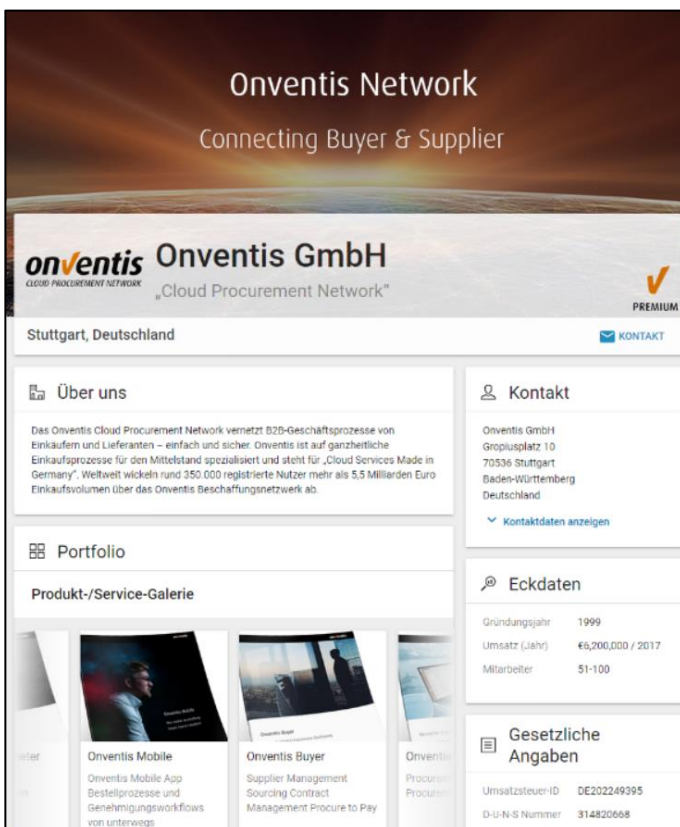 Onventis Network
Connecting Buyer & Supplier
onventis
CLOUD PROCUREMENT NETWORK
Onventis GmbH
„Cloud Procurement Network"
PREMIUM
Stuttgart, Deutschland
KONTAKT
Über uns
Das Onventis Cloud Procurement Network vernetzt B2B-Geschäftsprozesse von
Einkäufern und Lieferanten – einfach und sicher. Onventis ist auf ganzheitliche
Einkaufsprozesse für den Mittelstand spezialisiert und steht für „Cloud Services Made in
Germany". Weltweit wickeln rund 350.000 registrierte Nutzer mehr als 5,5 Milliarden Euro
Einkaufsvolumen über das Onventis Beschaffungsnetzwerk ab.
Portfolio
Produkt-/Service-Galerie
Onventis Mobile
Onventis Mobile
Onventis Mobile App
Bestellprozesse und
Genehmigungsworkflows
von unterwegs
Onventis Buyer
Onventis Buyer
Supplier Management
Sourcing Contract
Management Procure to Pay
Kontakt
Onventis GmbH
Gropiusplatz 10
70536 Stuttgart
Baden-Württemberg
Deutschland
Kontaktdaten anzeigen
Eckdaten
Gründungsjahr 1999
Umsatz (Jahr) €6,200,000 / 2017
Mitarbeiter 51-100
Gesetzliche
Angaben
Umsatzsteuer-ID DE202249395
D-U-N-S Nummer 314820668